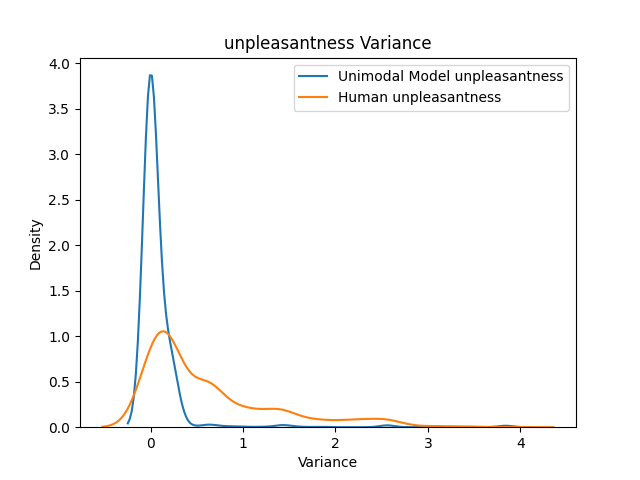 unpleasantness Variance
Unimodal Model unpleasantness
Human unpleasantness
Density
4.0
3.5
3.0
2.5
2.0
1.5
1.0
0.5
0.0
0
1
2
3
4
Variance